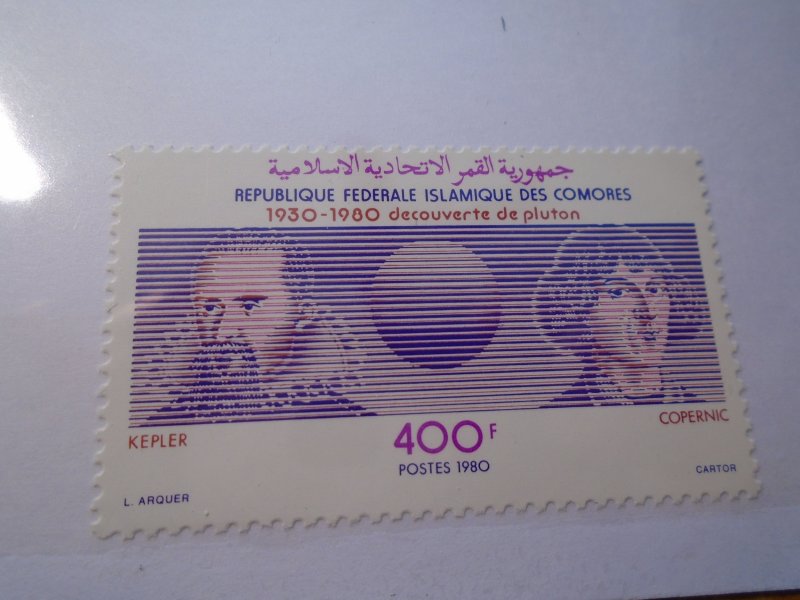 جمهورية القمر الاتحادية الاسلامية
REPUBLIQUE FEDERALE ISLAMIQUE DES COMORES
1930-1980 decouverte de pluton
KEPLER
COPERNIC
400F
POSTES 1980
L. ARQUER
CARTOR